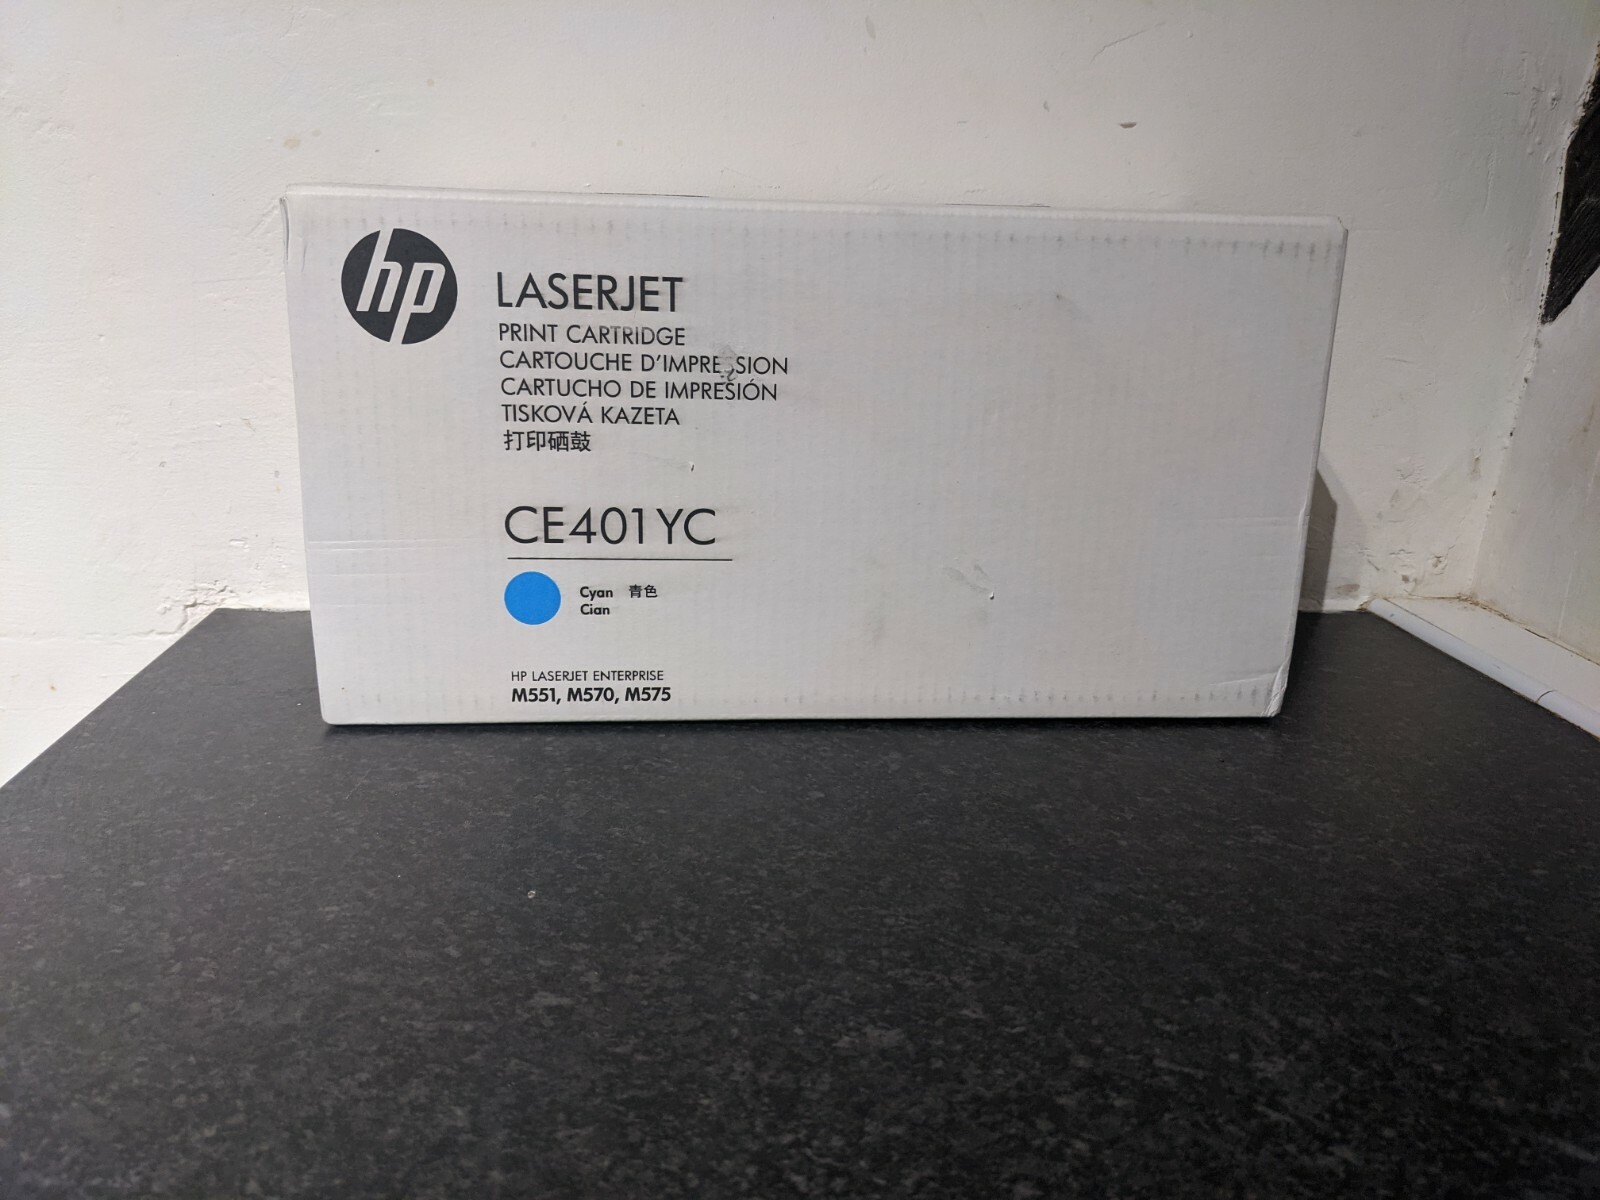 hp
LASERJET
PRINT CARTRIDGE
CARTOUCHE D'IMPRESSION
CARTUCHO DE IMPRESIÓN
TISKOVÁ KAZETA
打印硒鼓
CE401YC
Cyan 青色
Cian
HP LASERJET ENTERPRISE
M551, M570, M575